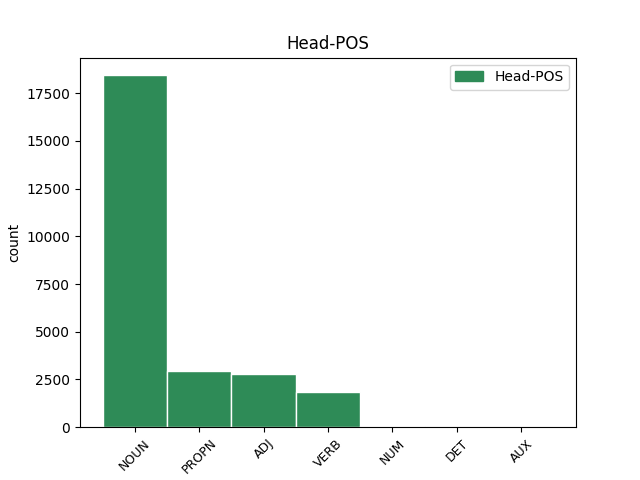 Head-POS
Head-POS
17500
15000
12500
10000
7500
5000
2500
0
count
NOUN
PROPN
ADJ
VERB
NUM
DET
AUX